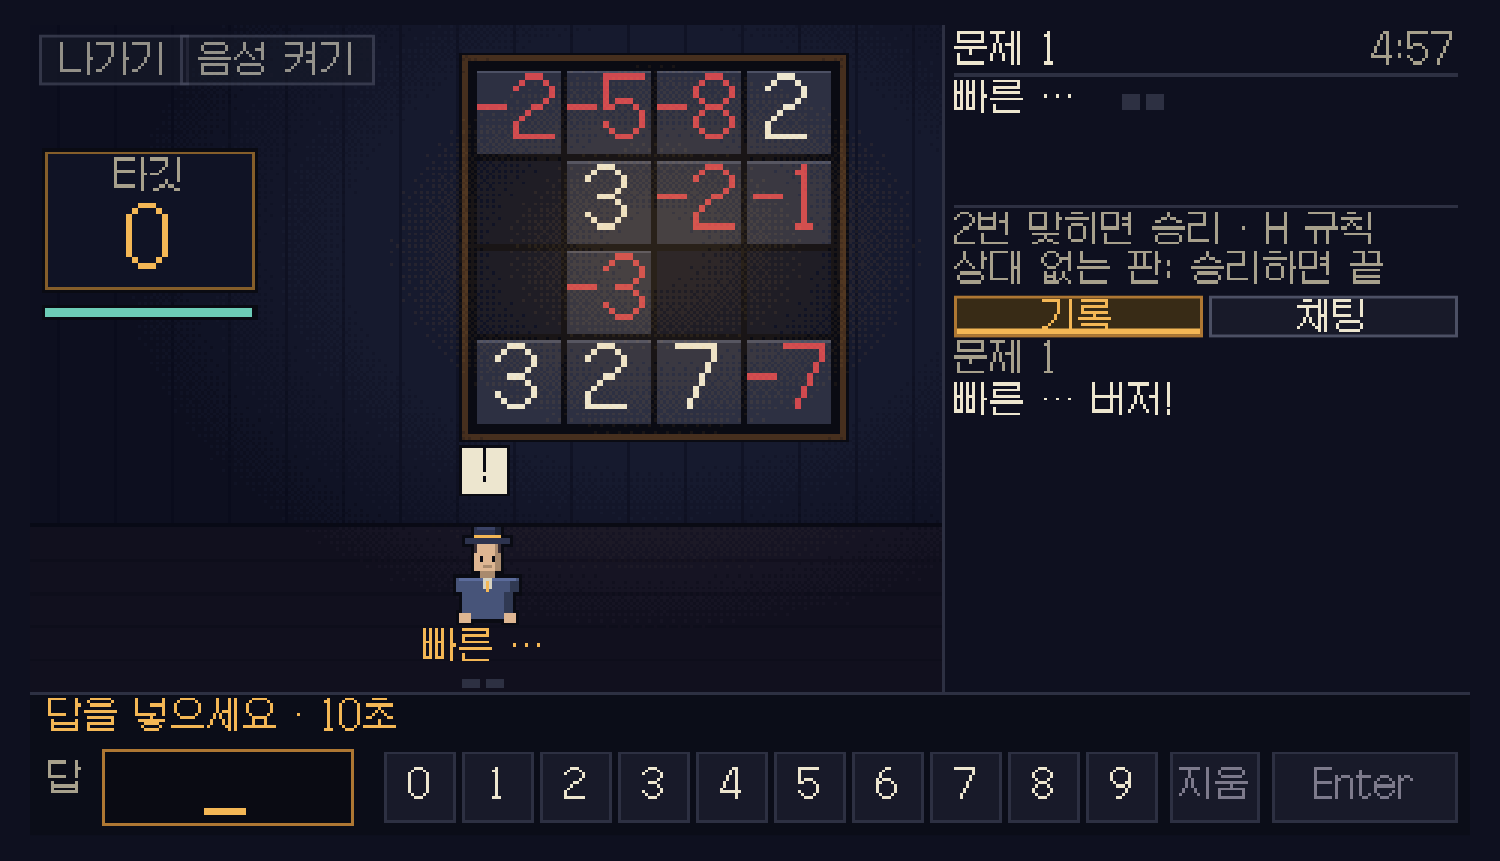 나가기 음성 켜기
타깃
0
-2 -5 -8 2
3 -2 -1
-3
3 2 7 -7
!
빠른 ···
문제 1 4:57
빠른 ···
2번 맞히면 승리 · H 규칙
상대 없는 판: 승리하면 끝
기록 채팅
문제 1
빠른 ··· 버저!
답을 넣으세요 · 10초
답 0 1 2 3 4 5 6 7 8 9 지움 Enter